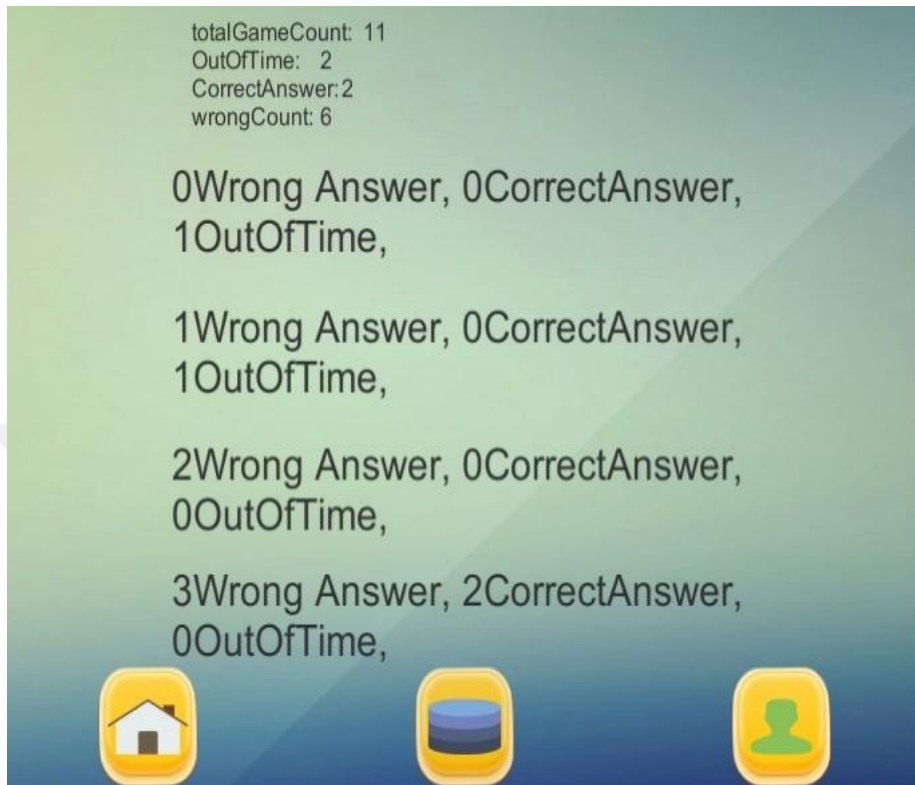 totalGameCount: 11
OutOfTime: 2
CorrectAnswer:2
wrongCount: 6
0Wrong Answer, 0CorrectAnswer,
1OutOfTime,
1Wrong Answer, 0CorrectAnswer,
1OutOfTime,
2Wrong Answer, 0CorrectAnswer,
0OutOfTime,
3Wrong Answer, 2CorrectAnswer,
0OutOfTime,